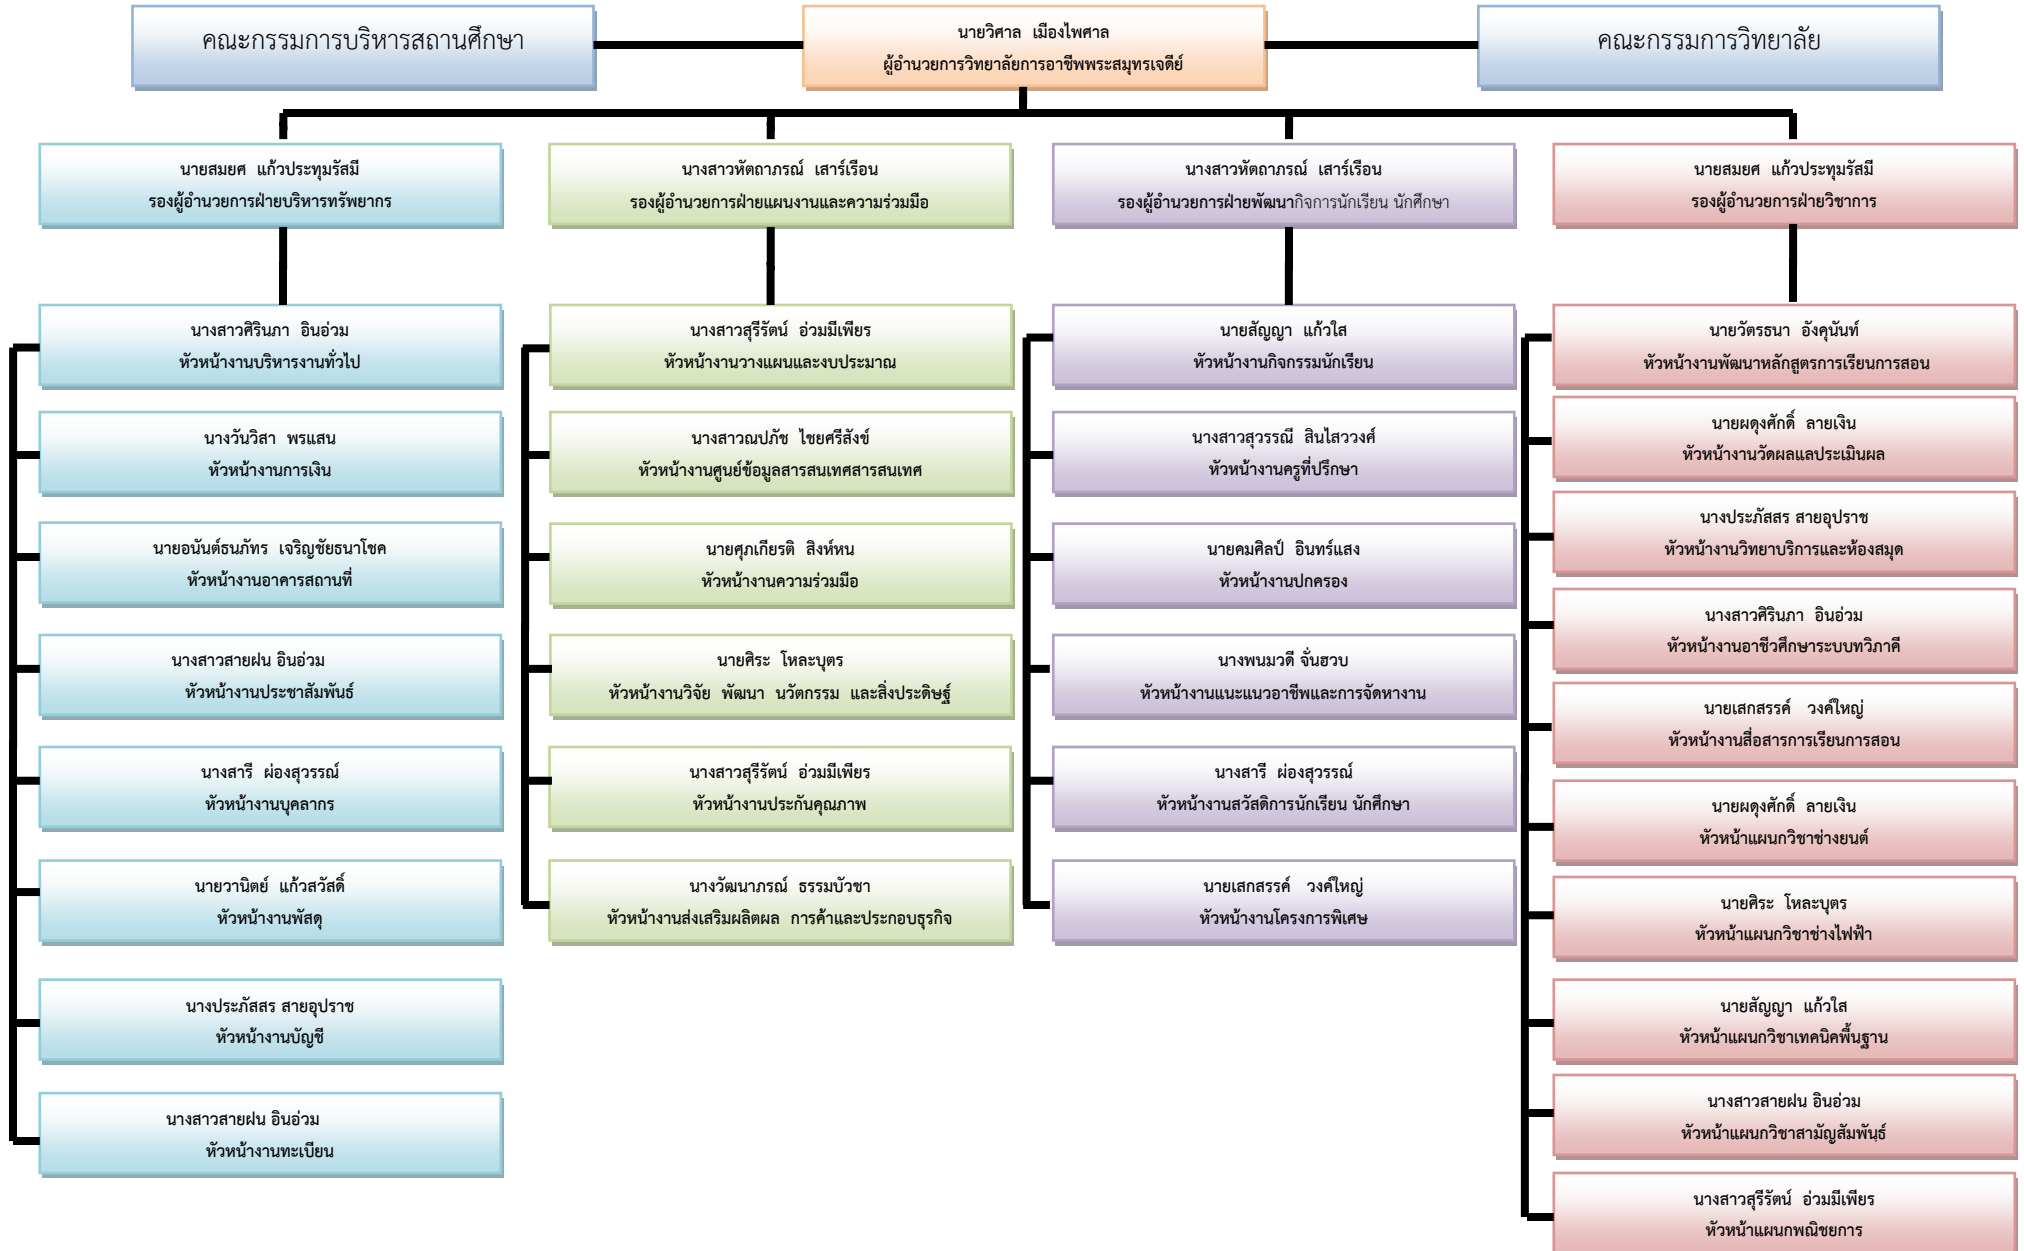 คณะกรรมการบริหารสถานศึกษา
นายวิศาล เมืองไพศาล
ผู้อำนวยการวิทยาลัยการอาชีพพระสมุทรเจดีย์
คณะกรรมการวิทยาลัย
นายสมยศ แก้วประทุมรัสมี
รองผู้อำนวยการฝ่ายบริหารทรัพยากร
นางสาวหัตถาภรณ์ เสาร์เรือน
รองผู้อำนวยการฝ่ายแผนงานและความร่วมมือ
นางสาวหัตถาภรณ์ เสาร์เรือน
รองผู้อำนวยการฝ่ายพัฒนากิจการนักเรียน นักศึกษา
นายสมยศ แก้วประทุมรัสมี
รองผู้อำนวยการฝ่ายวิชาการ
นางสาวศิรินภา อินอ่วม
หัวหน้างานบริหารงานทั่วไป
นางวันวิสา พรแสน
หัวหน้างานการเงิน
นายอนันต์ธนภัทร เจริญชัยธนาโชค
หัวหน้างานอาคารสถานที่
นางสาวสายฝน อินอ่วม
หัวหน้างานประชาสัมพันธ์
นางสารี ผ่องสุวรรณ์
หัวหน้างานบุคลากร
นายวานิตย์ แก้วสวัสดิ์
หัวหน้างานพัสดุ
นางประภัสสร สายอุปราช
หัวหน้างานบัญชี
นางสาวสายฝน อินอ่วม
หัวหน้างานทะเบียน
นางสาวสุรีรัตน์ อ่วมมีเพียร
หัวหน้างานวางแผนและงบประมาณ
นางสาวณปภัช ไชยศรีสังข์
หัวหน้างานศูนย์ข้อมูลสารสนเทศสารสนเทศ
นายศุภเกียรติ สิงห์หน
หัวหน้างานความร่วมมือ
นายศิระ โหละบุตร
หัวหน้างานวิจัย พัฒนา นวัตกรรม และสิ่งประดิษฐ์
นางสาวสุรีรัตน์ อ่วมมีเพียร
หัวหน้างานประกันคุณภาพ
นางวัฒนาภรณ์ ธรรมบัวชา
หัวหน้างานส่งเสริมผลิตผล การค้าและประกอบธุรกิจ
นายสัญญา แก้วใส
หัวหน้างานกิจกรรมนักเรียน
นางสาวสุวรรณี สินไสววงศ์
หัวหน้างานครูที่ปรึกษา
นายคมศิลป์ อินทร์แสง
หัวหน้างานปกครอง
นางพนมวดี จั่นฮวบ
หัวหน้างานแนะแนวอาชีพและการจัดหางาน
นางสารี ผ่องสุวรรณ์
หัวหน้างานสวัสดิการนักเรียน นักศึกษา
นายเสกสรรค์ วงค์ใหญ่
หัวหน้างานโครงการพิเศษ
นายวัตรธนา อังคุนันท์
หัวหน้างานพัฒนาหลักสูตรการเรียนการสอน
นายผดุงศักดิ์ ลายเงิน
หัวหน้างานวัดผลแลประเมินผล
นางประภัสสร สายอุปราช
หัวหน้างานวิทยาบริการและห้องสมุด
นางสาวศิรินภา อินอ่วม
หัวหน้างานอาชีวศึกษาระบบทวิภาคี
นายเสกสรรค์ วงค์ใหญ่
หัวหน้างานสื่อสารการเรียนการสอน
นายผดุงศักดิ์ ลายเงิน
หัวหน้าแผนกวิชาช่างยนต์
นายศิระ โหละบุตร
หัวหน้าแผนกวิชาช่างไฟฟ้า
นายสัญญา แก้วใส
หัวหน้าแผนกวิชาเทคนิคพื้นฐาน
นางสาวสายฝน อินอ่วม
หัวหน้าแผนกวิชาสามัญสัมพันธ์
นางสาวสุรีรัตน์ อ่วมมีเพียร
หัวหน้าแผนกพณิชยการ